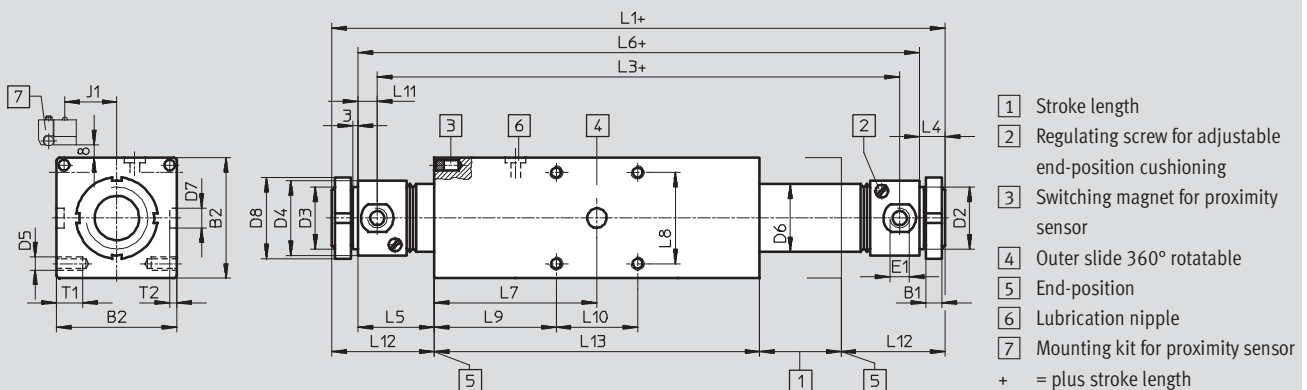 L1+
L6+
L3+
L11
3
L4
7
J1
8
3
6
4
2
D7
B2
D5
T1
T2
B2
D8
D4
D3
L8
D6
D2
E1
B1
L7
L5
L9
L10
L12
L13
L12
5
1
5
1 Stroke length
2 Regulating screw for adjustable
end-position cushioning
3 Switching magnet for proximity
sensor
4 Outer slide 360° rotatable
5 End-position
6 Lubrication nipple
7 Mounting kit for proximity sensor
+ = plus stroke length